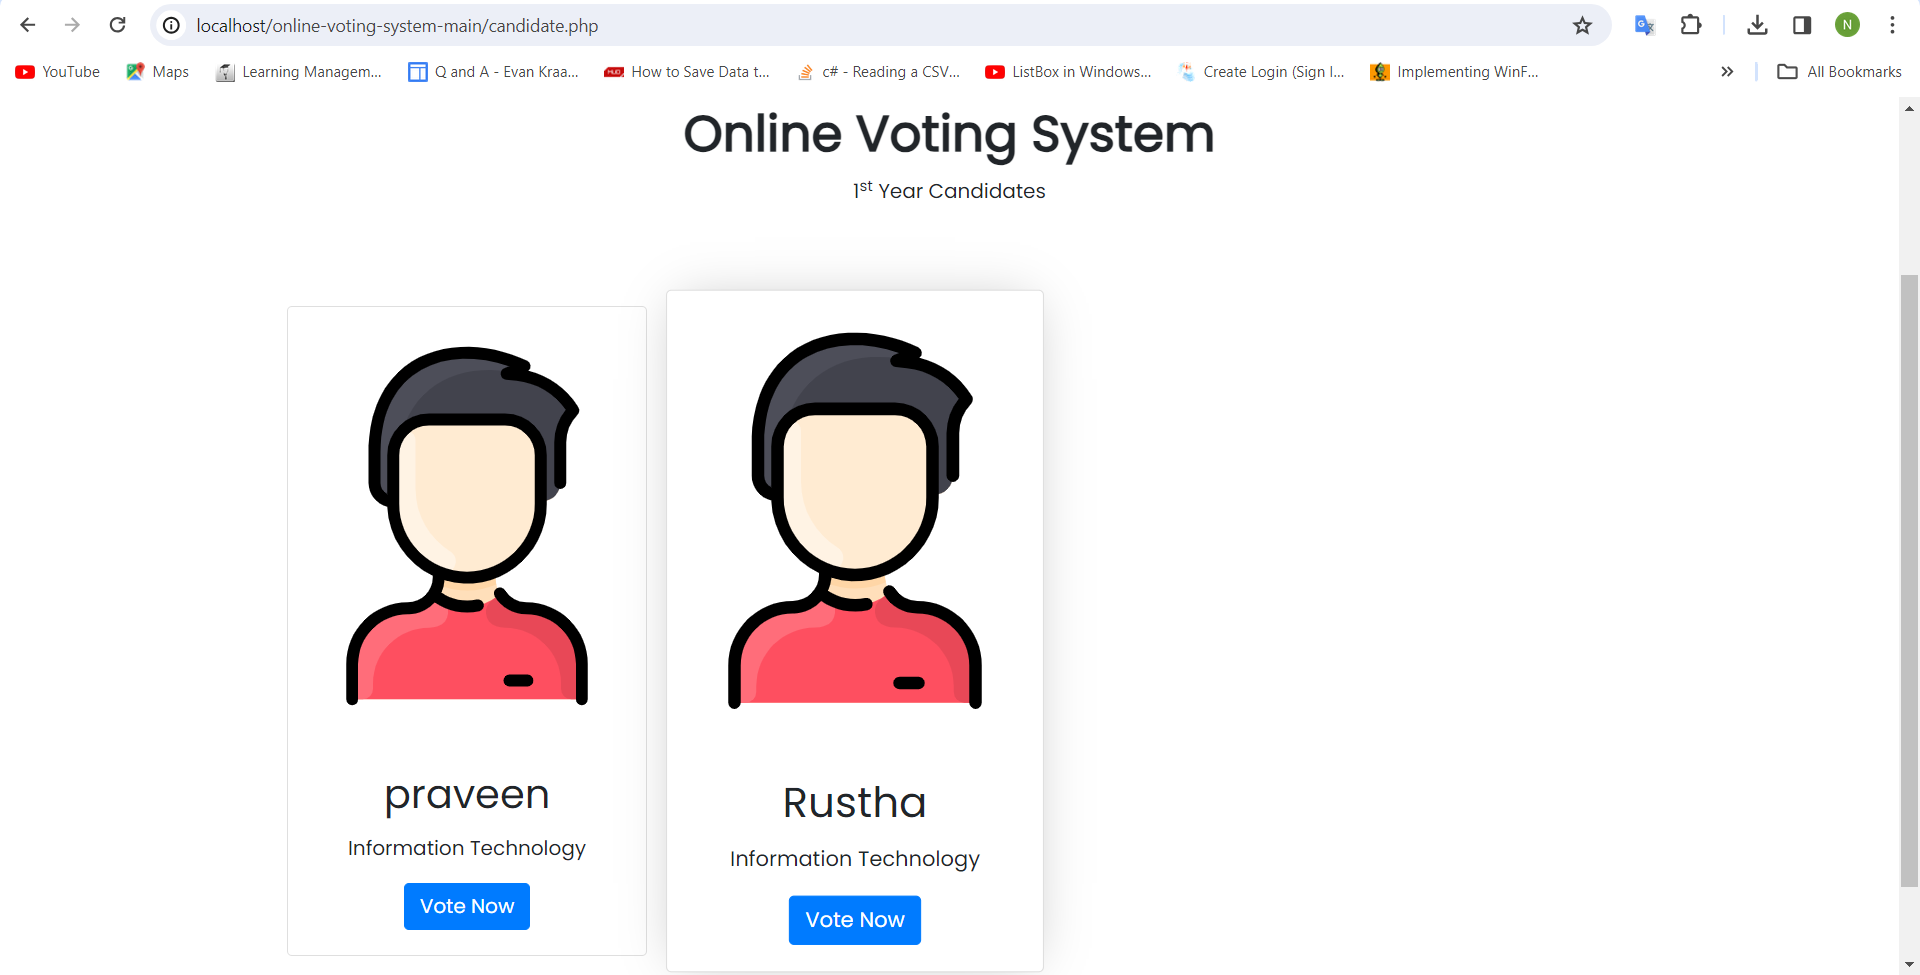 localhost/online-voting-system-main/candidate.php
N
YouTube Maps Learning Managem... Q and A - Evan Kraa... How to Save Data t... c# - Reading a CSV... ListBox in Windows... Create Login (Sign I... Implementing WinF... » All Bookmarks
Online Voting System
1st Year Candidates
praveen
Information Technology
Vote Now
Rustha
Information Technology
Vote Now